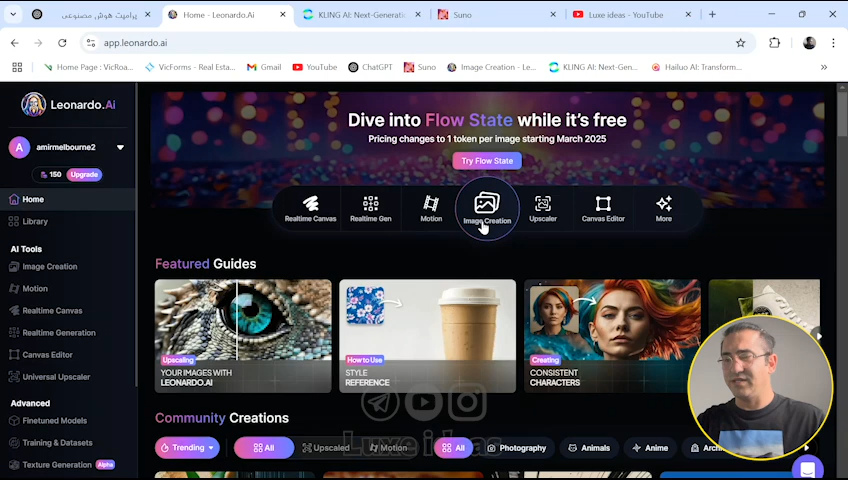 پیرامیت هوش مصنوعی
Home - Leonardo.Ai
KLING AI: Next-Generation
Suno
Luxe ideas - YouTube
app.leonardo.ai
Home Page : VicRoa...
VicForms - Real Esta...
Gmail
YouTube
ChatGPT
Suno
Image Creation - Le...
KLING AI: Next-Gen...
Hailuo AI: Transform...
Leonardo.Ai
A
amirmelbourne2
150
Upgrade
Home
Library
AI Tools
Image Creation
Motion
Realtime Canvas
Realtime Generation
Canvas Editor
Universal Upscaler
Advanced
Finetuned Models
Training & Datasets
Texture Generation
Alpha
Dive into Flow State while it's free
Pricing changes to 1 token per image starting March 2025
Try Flow State
Realtime Canvas
Realtime Gen
Motion
Image Creation
Upscaler
Canvas Editor
More
Featured Guides
Upscaling
YOUR IMAGES WITH
LEONARDO.AI
How to Use
STYLE
REFERENCE
Creating
CONSISTENT
CHARACTERS
Community Creations
Trending
All
Upscaled
Motion
All
Photography
Animals
Anime
Luxe ideas